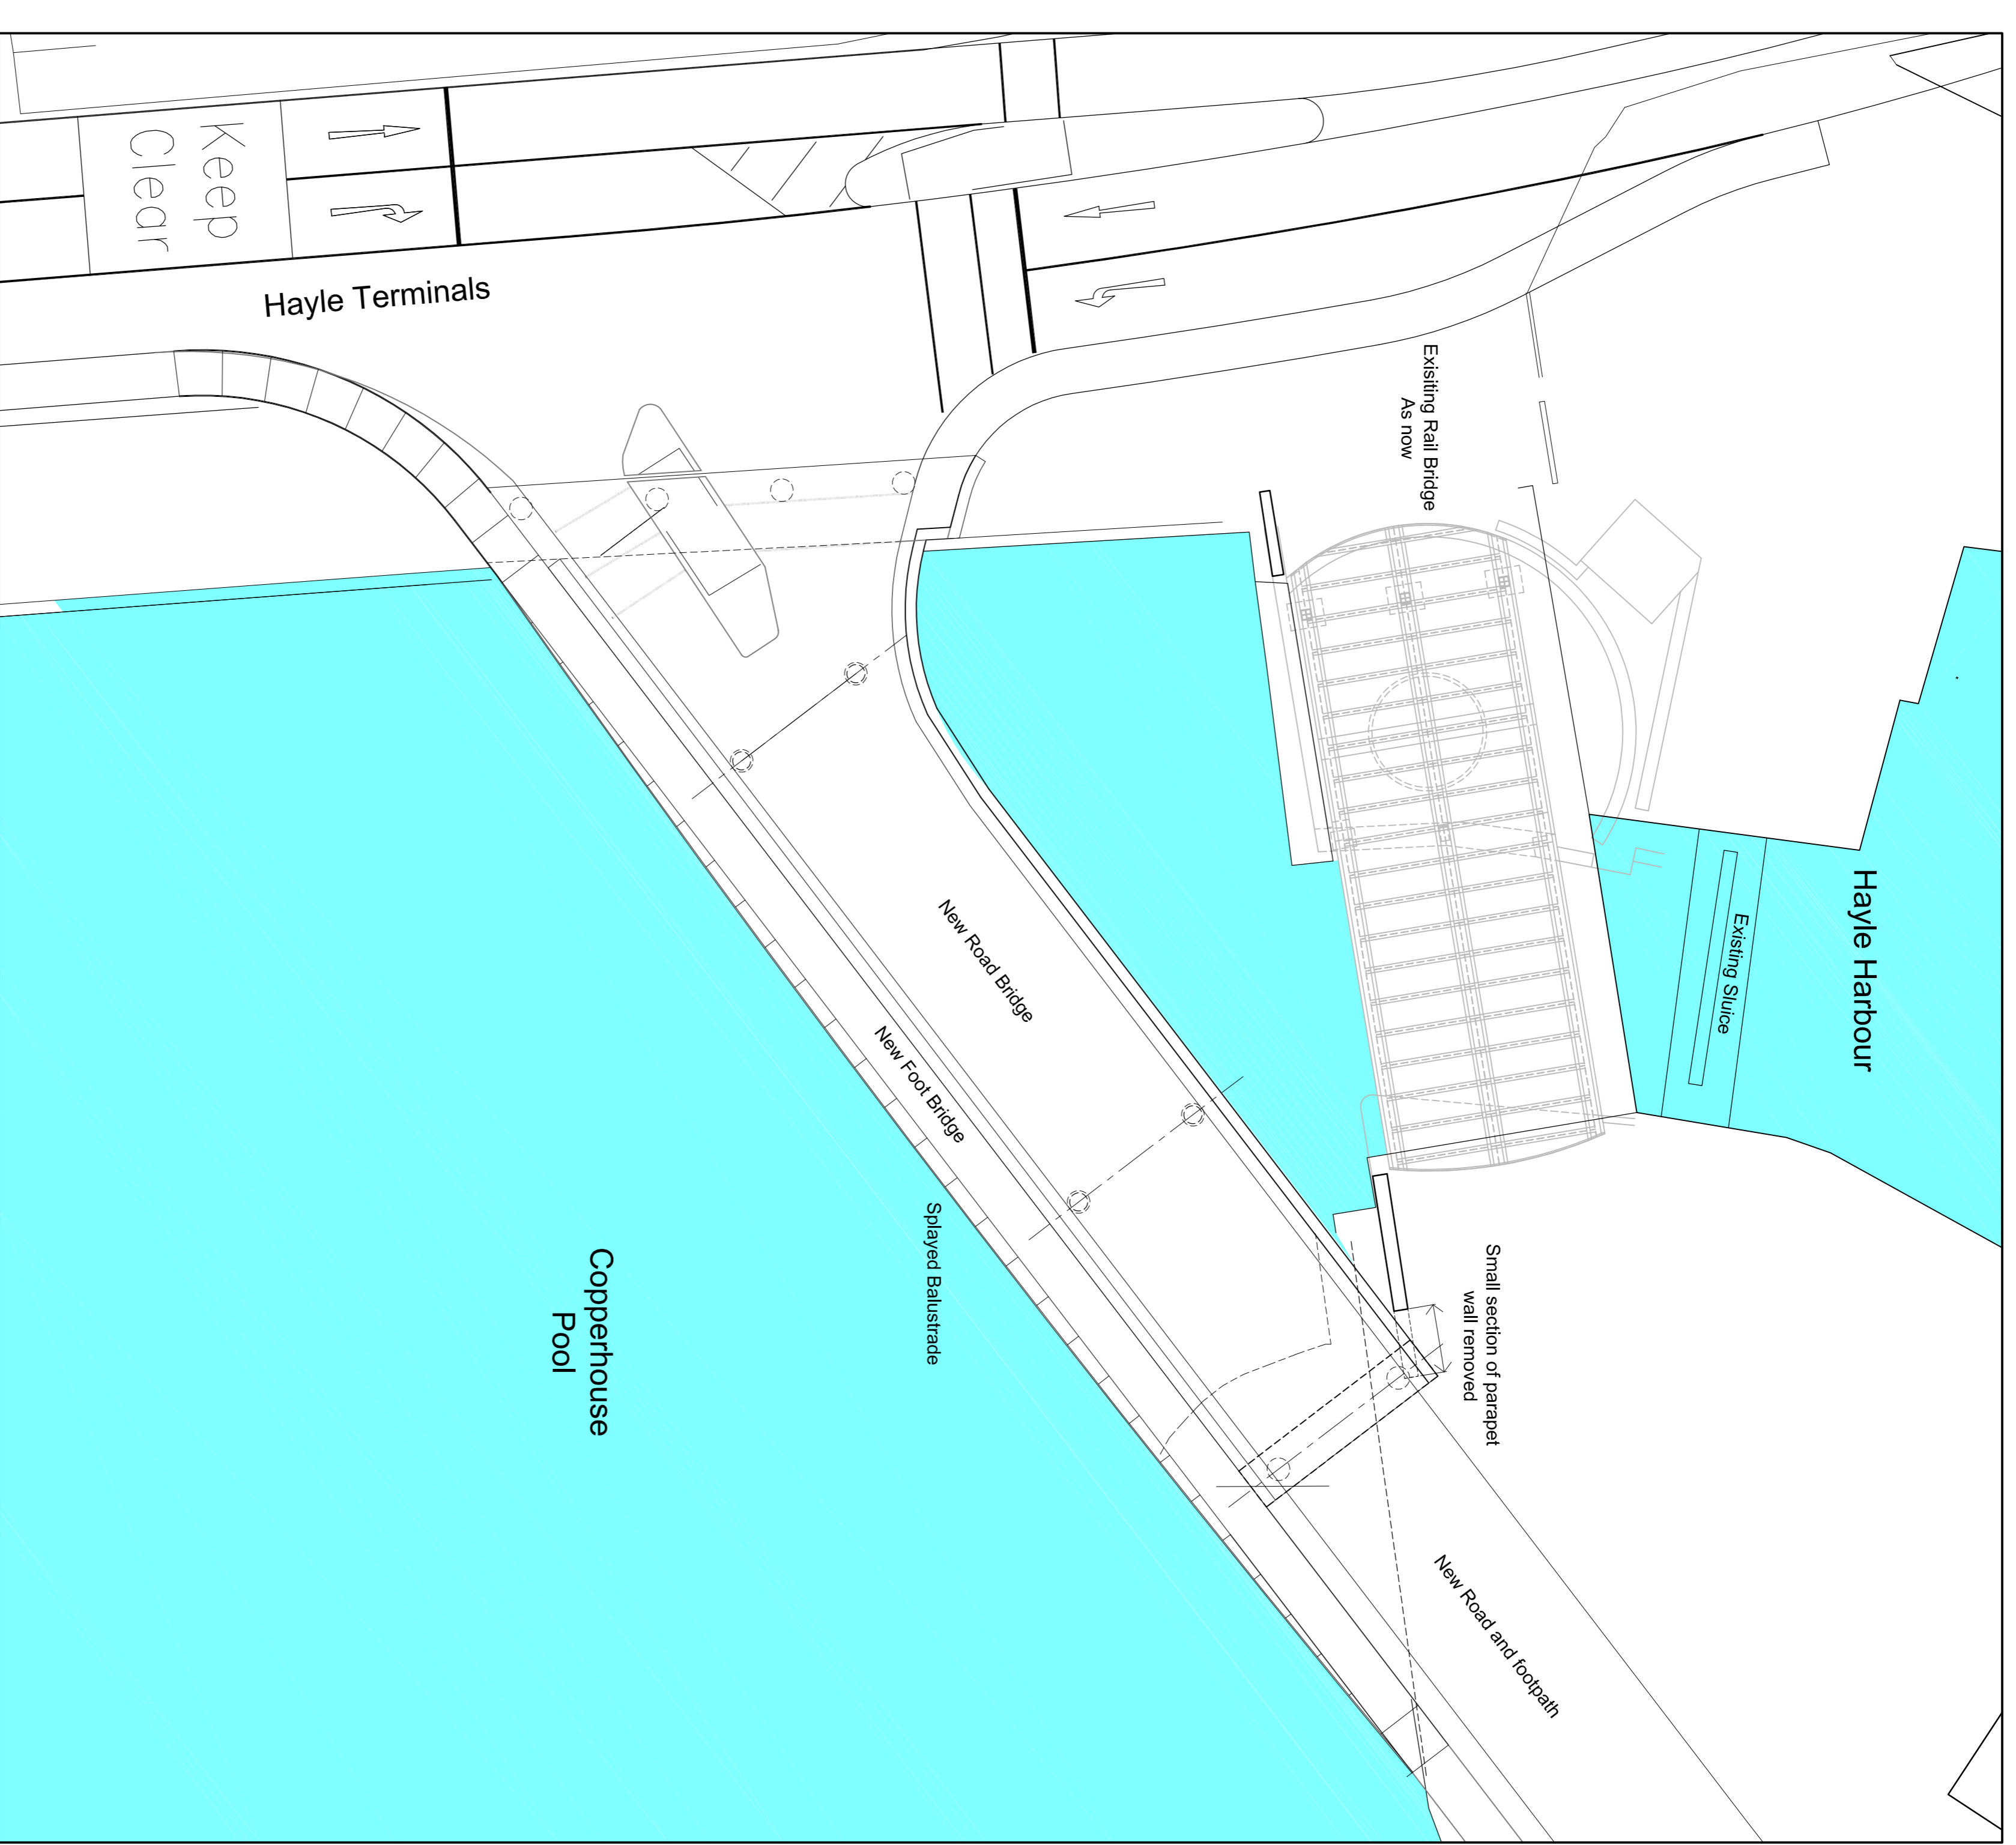 Keep
Clear
Hayle Terminals
Exisiting Rail Bridge
As now
Hayle Harbour
Existing Sluice
New Road Bridge
New Foot Bridge
Splayed Balustrade
Copperhouse
Pool
Small section of parapet
wall removed
New Road and footpath